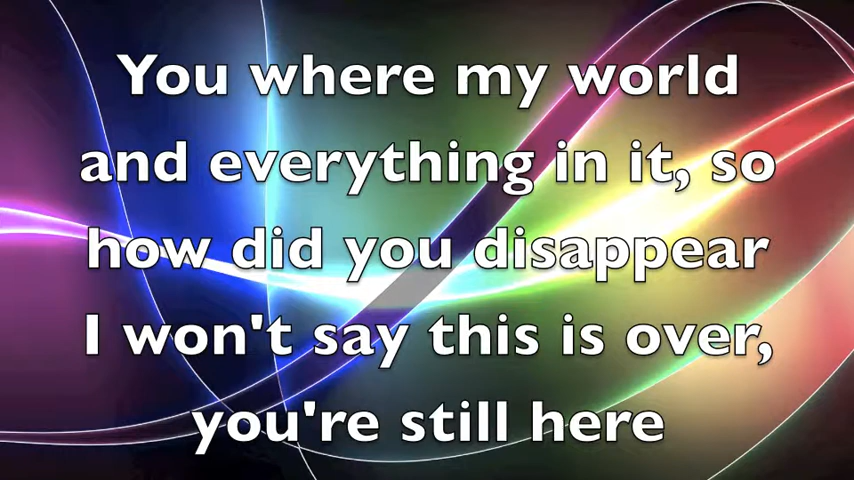 You where my world
and everything in it, so
how did you disappear
I won't say this is over,
you're still here